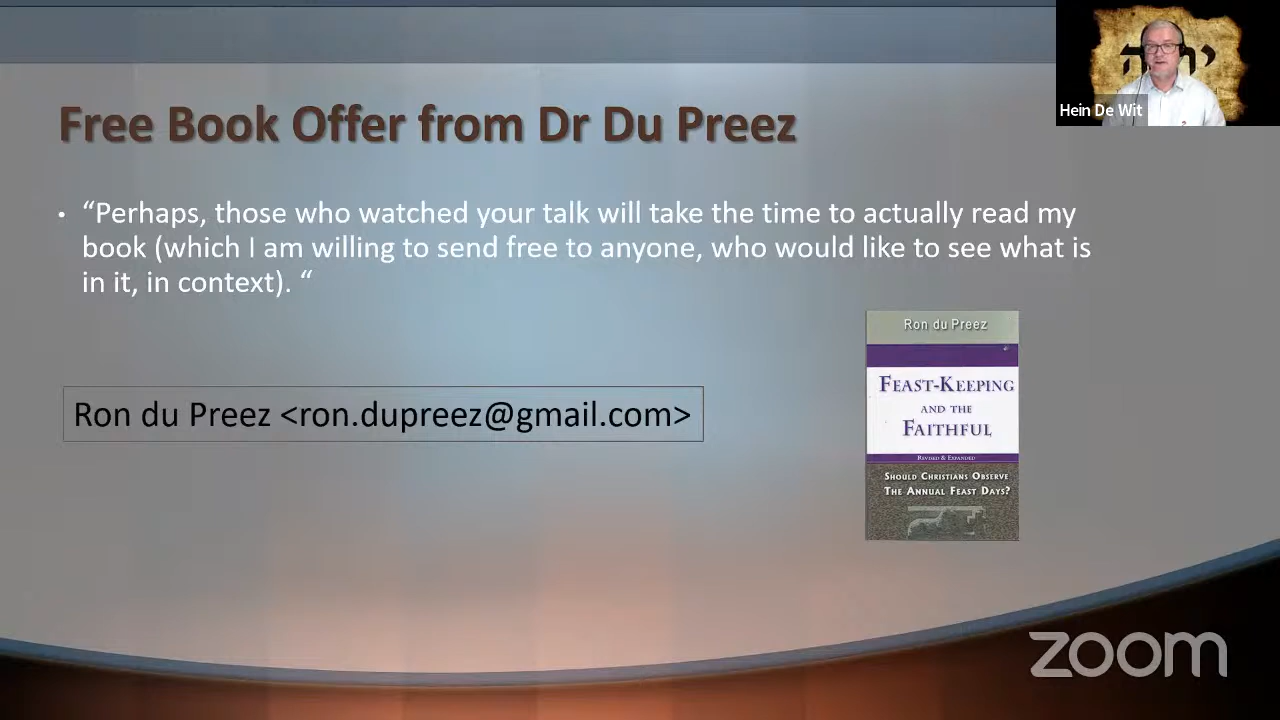 Free Book Offer from Dr Du Preez
• “Perhaps, those who watched your talk will take the time to actually read my
book (which I am willing to send free to anyone, who would like to see what is
in it, in context). “
Ron du Preez <ron.dupreez@gmail.com>
Ron du Preez
FEAST-KEEPING
AND THE
FAITHFUL
REVISED & EXPANDED
SHOULD CHRISTIANS OBSERVE
THE ANNUAL FEAST DAYS?
Hein De Wit
zoom